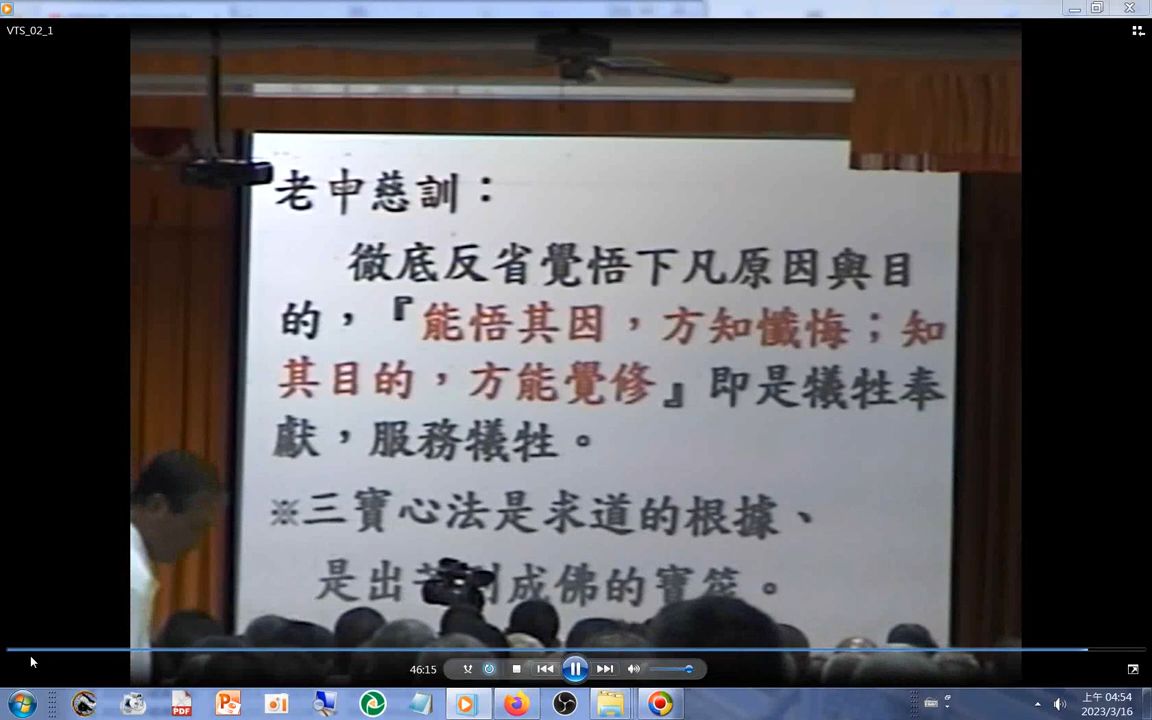 VTS_02_1
老申慈訓：
徹底反省覺悟下凡原因與目
的，『能悟其因，方知懺悔；知
其目的，方能覺修』即是犧牲奉
獻，服務犧牲。
※三寶心法是求道的根據、
是出成佛的寶筏。
46:15
PDF
上午 04:54
2023/3/16